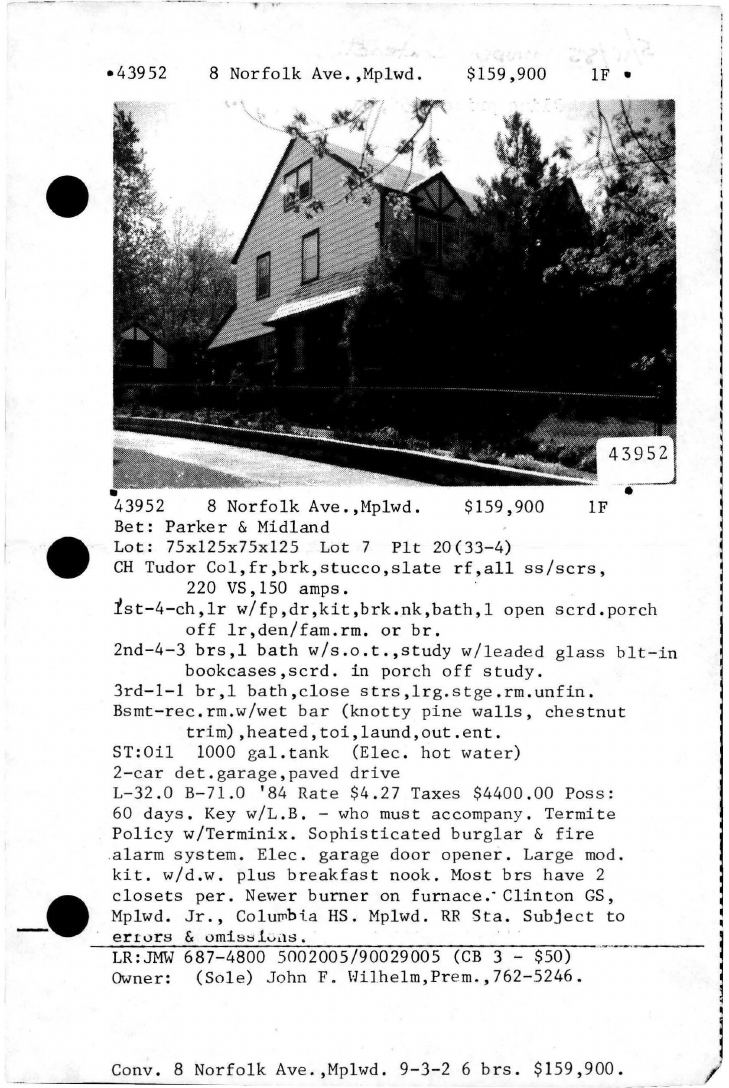 •43952 8 Norfolk Ave.,Mplwd. $159,900 1F •
43952
43952 8 Norfolk Ave.,Mplwd. $159,900 1F
Bet: Parker & Midland
Lot: 75x125x75x125 Lot 7 Plt 20(33-4)
CH Tudor Col,fr,brk,stucco,slate rf,all ss/scrs,
220 VS,150 amps.
1st-4-ch,lr w/fp,dr,kit,brk.nk,bath,1 open scrd.porch
off lr,den/fam.rm. or br.
2nd-4-3 brs,1 bath w/s.o.t.,study w/leaded glass blt-in
bookcases,scrd. in porch off study.
3rd-1-1 br,1 bath,close strs,lrg.stge.rm.unfin.
Bsmt-rec.rm.w/wet bar (knotty pine walls, chestnut
trim),heated,toi,laund,out.ent.
ST:Oil 1000 gal.tank (Elec. hot water)
2-car det.garage,paved drive
L-32.0 B-71.0 '84 Rate $4.27 Taxes $4400.00 Poss:
60 days. Key w/L.B. - who must accompany. Termite
Policy w/Terminix. Sophisticated burglar & fire
alarm system. Elec. garage door opener. Large mod.
kit. w/d.w. plus breakfast nook. Most brs have 2
closets per. Newer burner on furnace. Clinton GS,
Mplwd. Jr., Columbia HS. Mplwd. RR Sta. Subject to
errors & omissions.
LR:JMW 687-4800 5002005/90029005 (CB 3 - $50)
Owner: (Sole) John F. Wilhelm,Prem.,762-5246.
Conv. 8 Norfolk Ave.,Mplwd. 9-3-2 6 brs. $159,900.